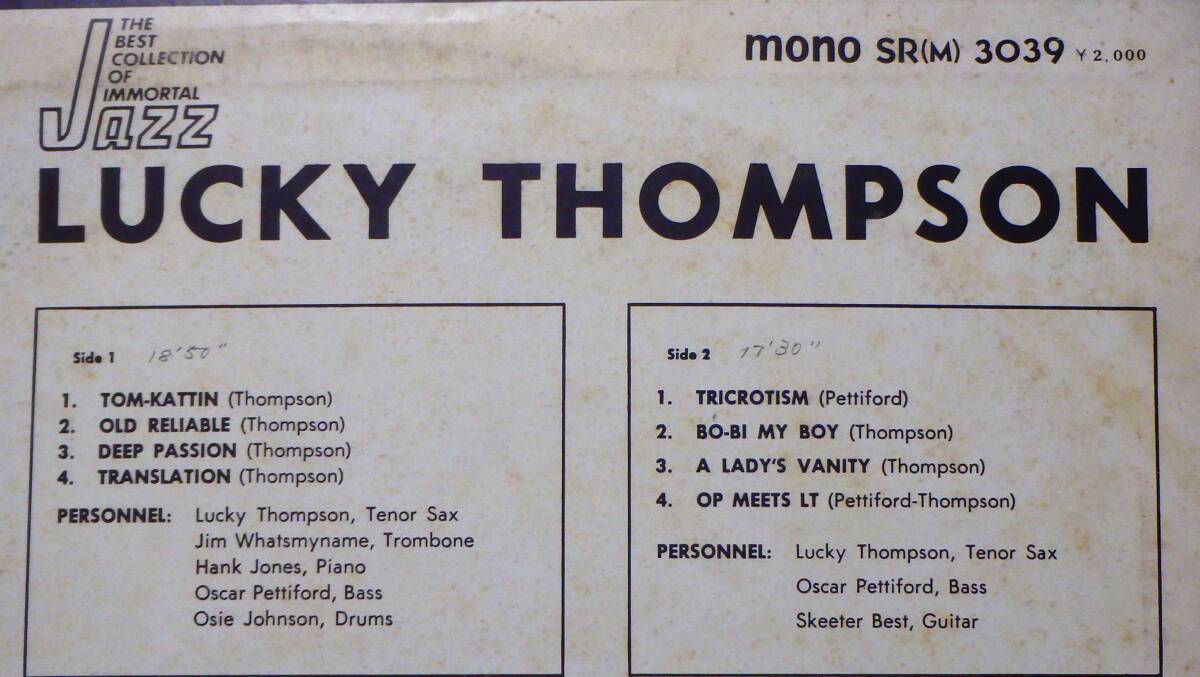 THE
BEST
COLLECTION
OF
IMMORTAL
Jazz
mono SR(M) 3039 ¥ 2,000
LUCKY THOMPSON
Side 1 18'50"
1. TOM-KATTIN (Thompson)
2. OLD RELIABLE (Thompson)
3. DEEP PASSION (Thompson)
4. TRANSLATION (Thompson)
PERSONNEL: Lucky Thompson, Tenor Sax
Jim Whatsmyname, Trombone
Hank Jones, Piano
Oscar Pettiford, Bass
Osie Johnson, Drums
Side 2 17'30"
1. TRICROTISM (Pettiford)
2. BO-BI MY BOY (Thompson)
3. A LADY'S VANITY (Thompson)
4. OP MEETS LT (Pettiford-Thompson)
PERSONNEL: Lucky Thompson, Tenor Sax
Oscar Pettiford, Bass
Skeeter Best, Guitar